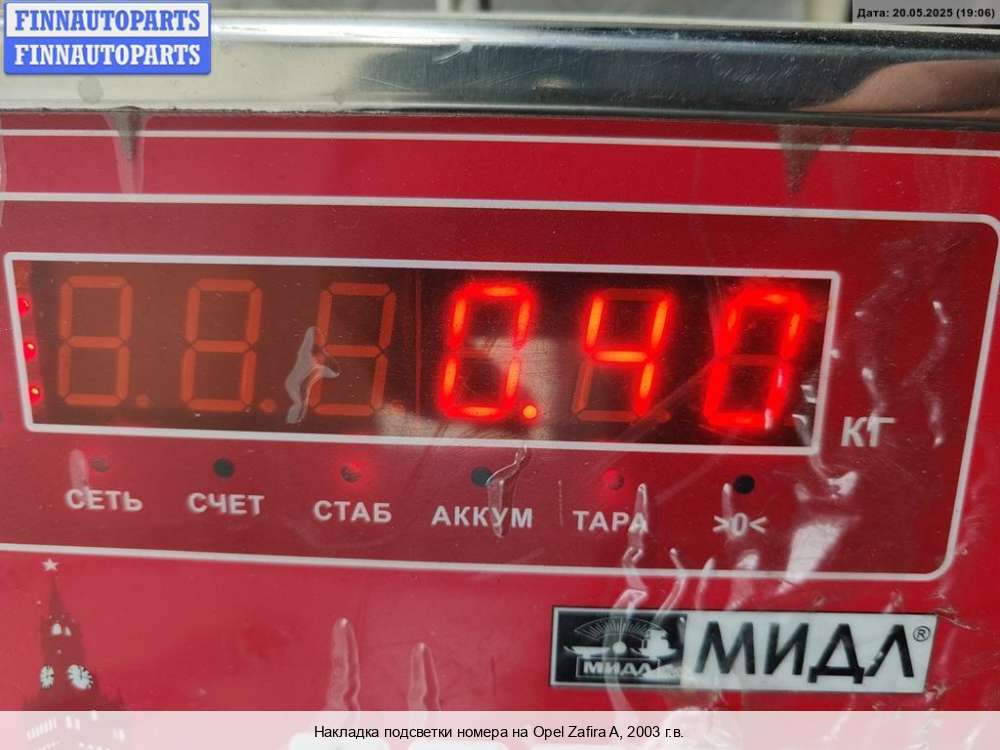 FINNAUTOPARTS
FINNAUTOPARTS
Дата: 20.05.2025 (19:06)
0.40
КГ
СЕТЬ СЧЕТ СТАБ АККУМ ТАРА >0<
МИДЛ МИДЛ®
Накладка подсветки номера на Opel Zafira A, 2003 г.в.